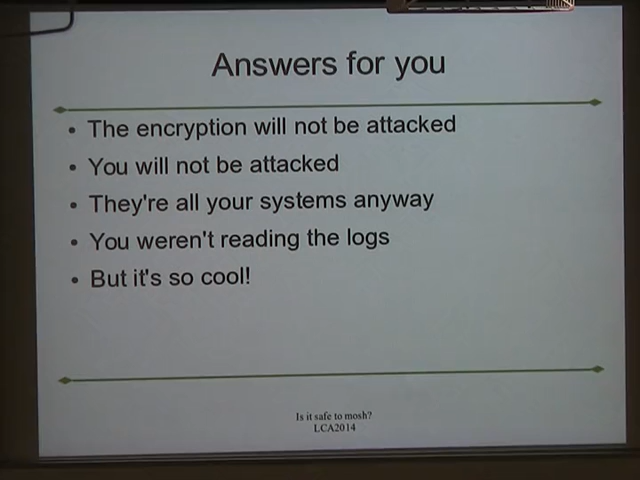 Answers for you
• The encryption will not be attacked
• You will not be attacked
• They're all your systems anyway
• You weren't reading the logs
• But it's so cool!
Is it safe to mosh?
LCA2014